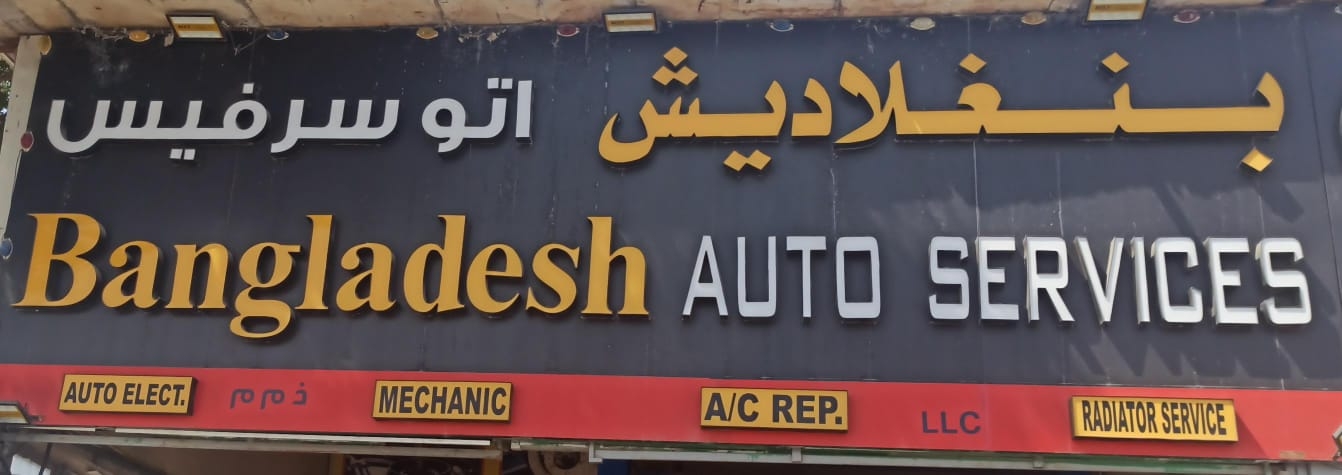 بنغلاديش اتو سرفيس
Bangladesh AUTO SERVICES
AUTO ELECT. ذ م م MECHANIC A/C REP. LLC RADIATOR SERVICE